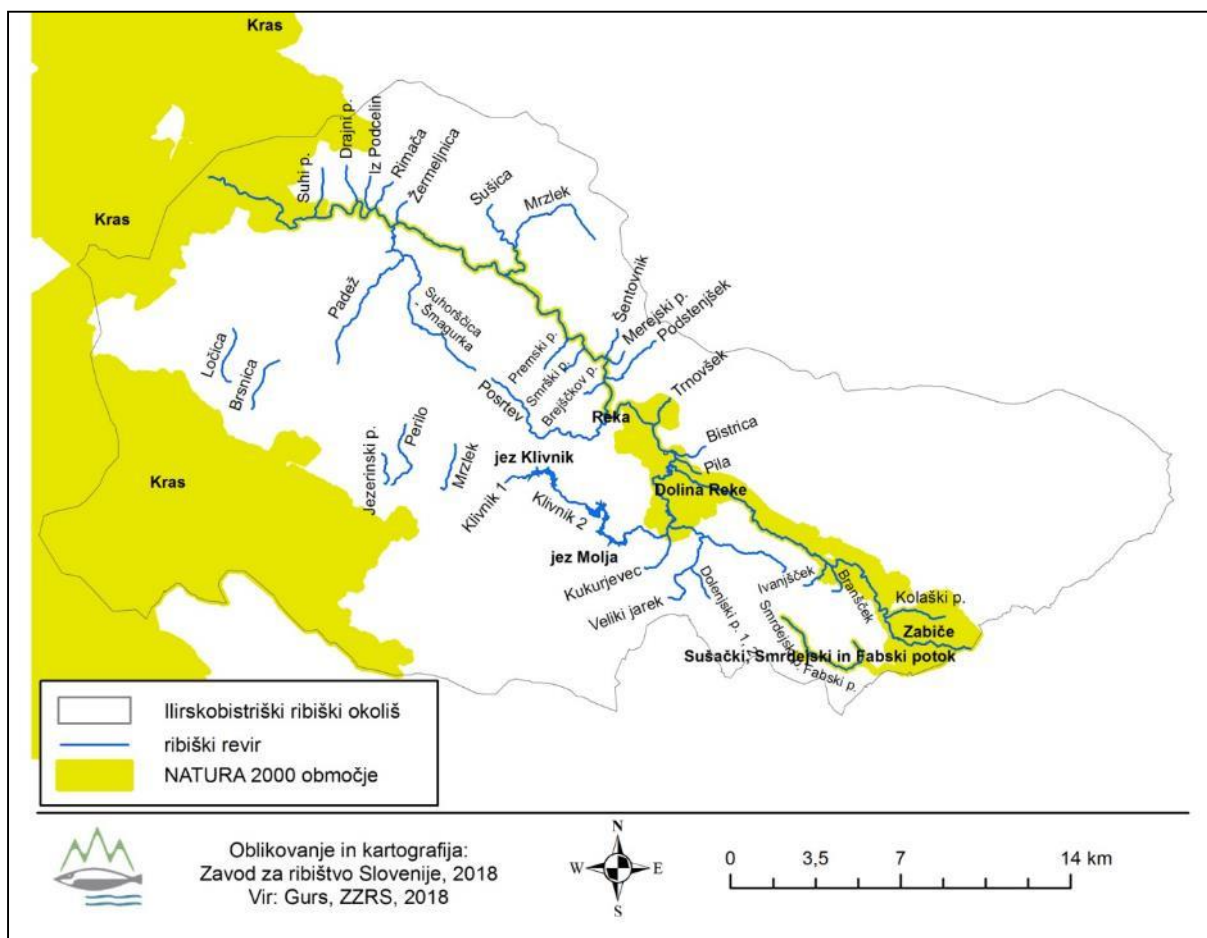 Kras
Kras
Suhi p.
Drajni p.
Iz Podcelin
Rimača
Žermeljnica
Sušica
Mrzlek
Padež
Suhorščica
- Šmagurka
Šentovnik
Merejski p.
Podstenjšek
Premski p.
Smrški p.
Brejščkov p.
Ločica
Brsnica
Posrtev
Reka
Trnovšek
Bistrica
Pila
Jezerinski p.
Perilo
Mrzlek
jez Klivnik
Klivnik 1
Klivnik 2
Dolina Reke
Kras
jez Molja
Kukurjevec
Veliki jarek
Dolenjski p. 1, 2
Ivanjšček
Branšček
Kolaški p.
Zabiče
Smrdejski p.
Fabski p.
Sušački, Smrdejski in Fabski potok
Ilirskobistriški ribiški okoliš
ribiški revir
NATURA 2000 območje
Oblikovanje in kartografija:
Zavod za ribištvo Slovenije, 2018
Vir: Gurs, ZZRS, 2018
N
W
E
S
0 3,5 7 14 km